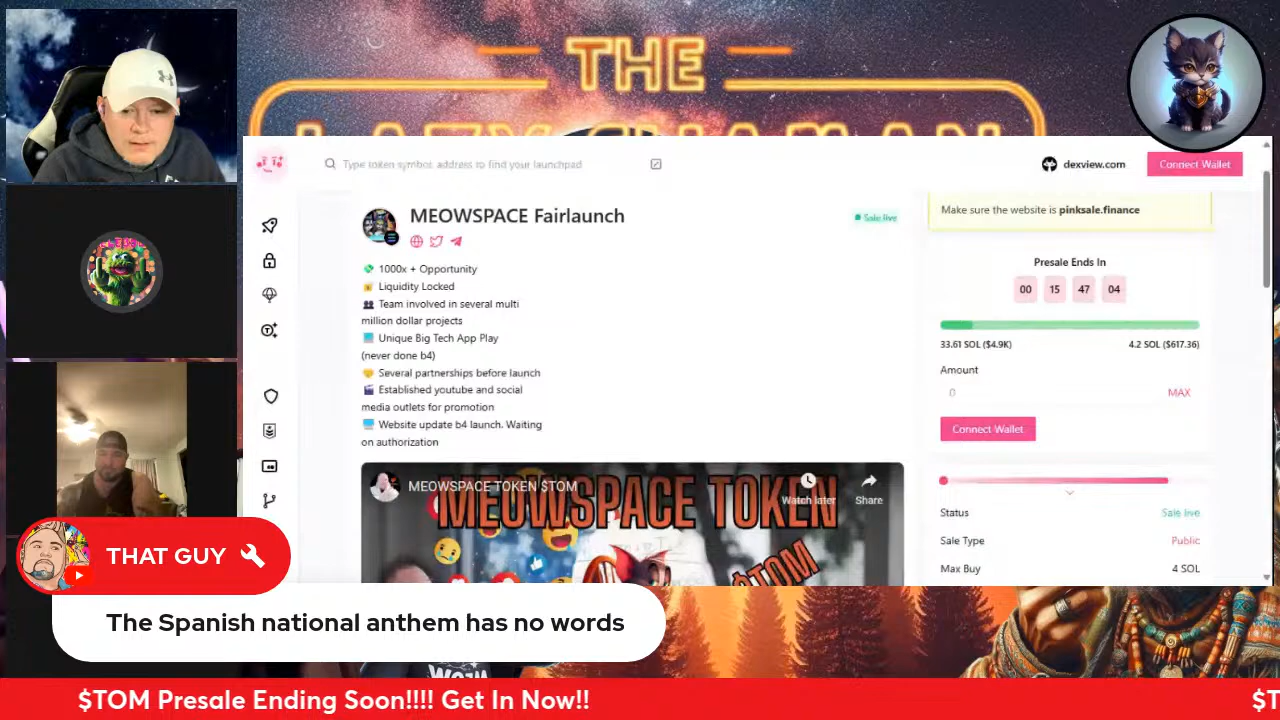 THE
LAZY SHAMAN
Type token symbol, address to find your launchpad
dexview.com
Connect Wallet
MEOWSPACE Fairlaunch
Sale live
Make sure the website is pinksale.finance
1000x + Opportunity
Liquidity Locked
Team involved in several multi
million dollar projects
Unique Big Tech App Play
(never done b4)
Several partnerships before launch
Established youtube and social
media outlets for promotion
Website update b4 launch. Waiting
on authorization
Presale Ends In
00 15 47 04
33.61 SOL ($4.9K) 4.2 SOL ($617.36)
Amount
0 MAX
Connect Wallet
Status Sale live
Sale Type Public
Max Buy 4 SOL
MEOWSPACE TOKEN $TOM
Watch later
Share
MEOWSPACE TOKEN
$TOM
THAT GUY
The Spanish national anthem has no words
$TOM Presale Ending Soon!!!! Get In Now!!